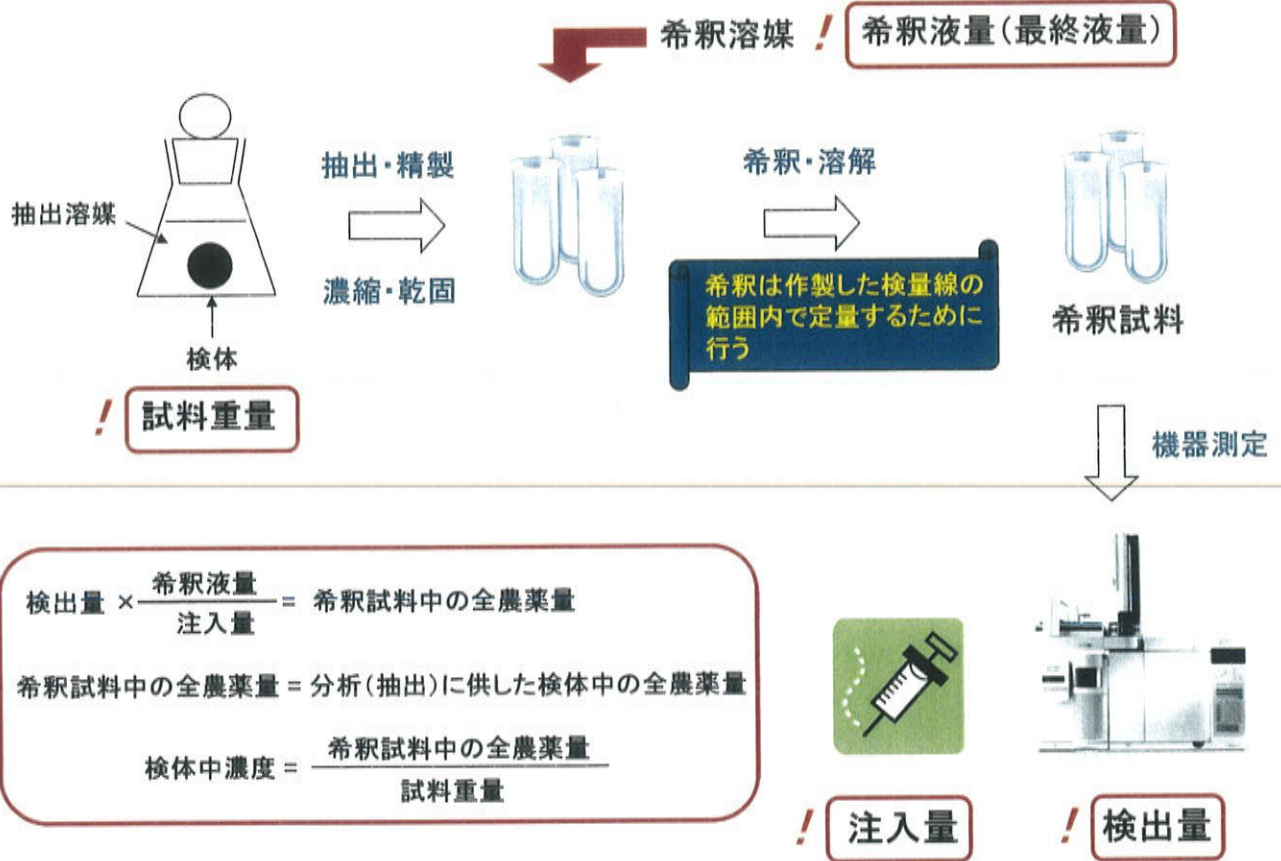 希釈溶媒
! 希釈液量(最終液量)
抽出・精製
希釈・溶解
抽出溶媒
濃縮・乾固
希釈は作製した検量線の
範囲内で定量するために
行う
希釈試料
検体
! 試料重量
機器測定
検出量 × 希釈液量 / 注入量 = 希釈試料中の全農薬量
希釈試料中の全農薬量 = 分析(抽出)に供した検体中の全農薬量
検体中濃度 = 希釈試料中の全農薬量 / 試料重量
! 注入量
! 検出量